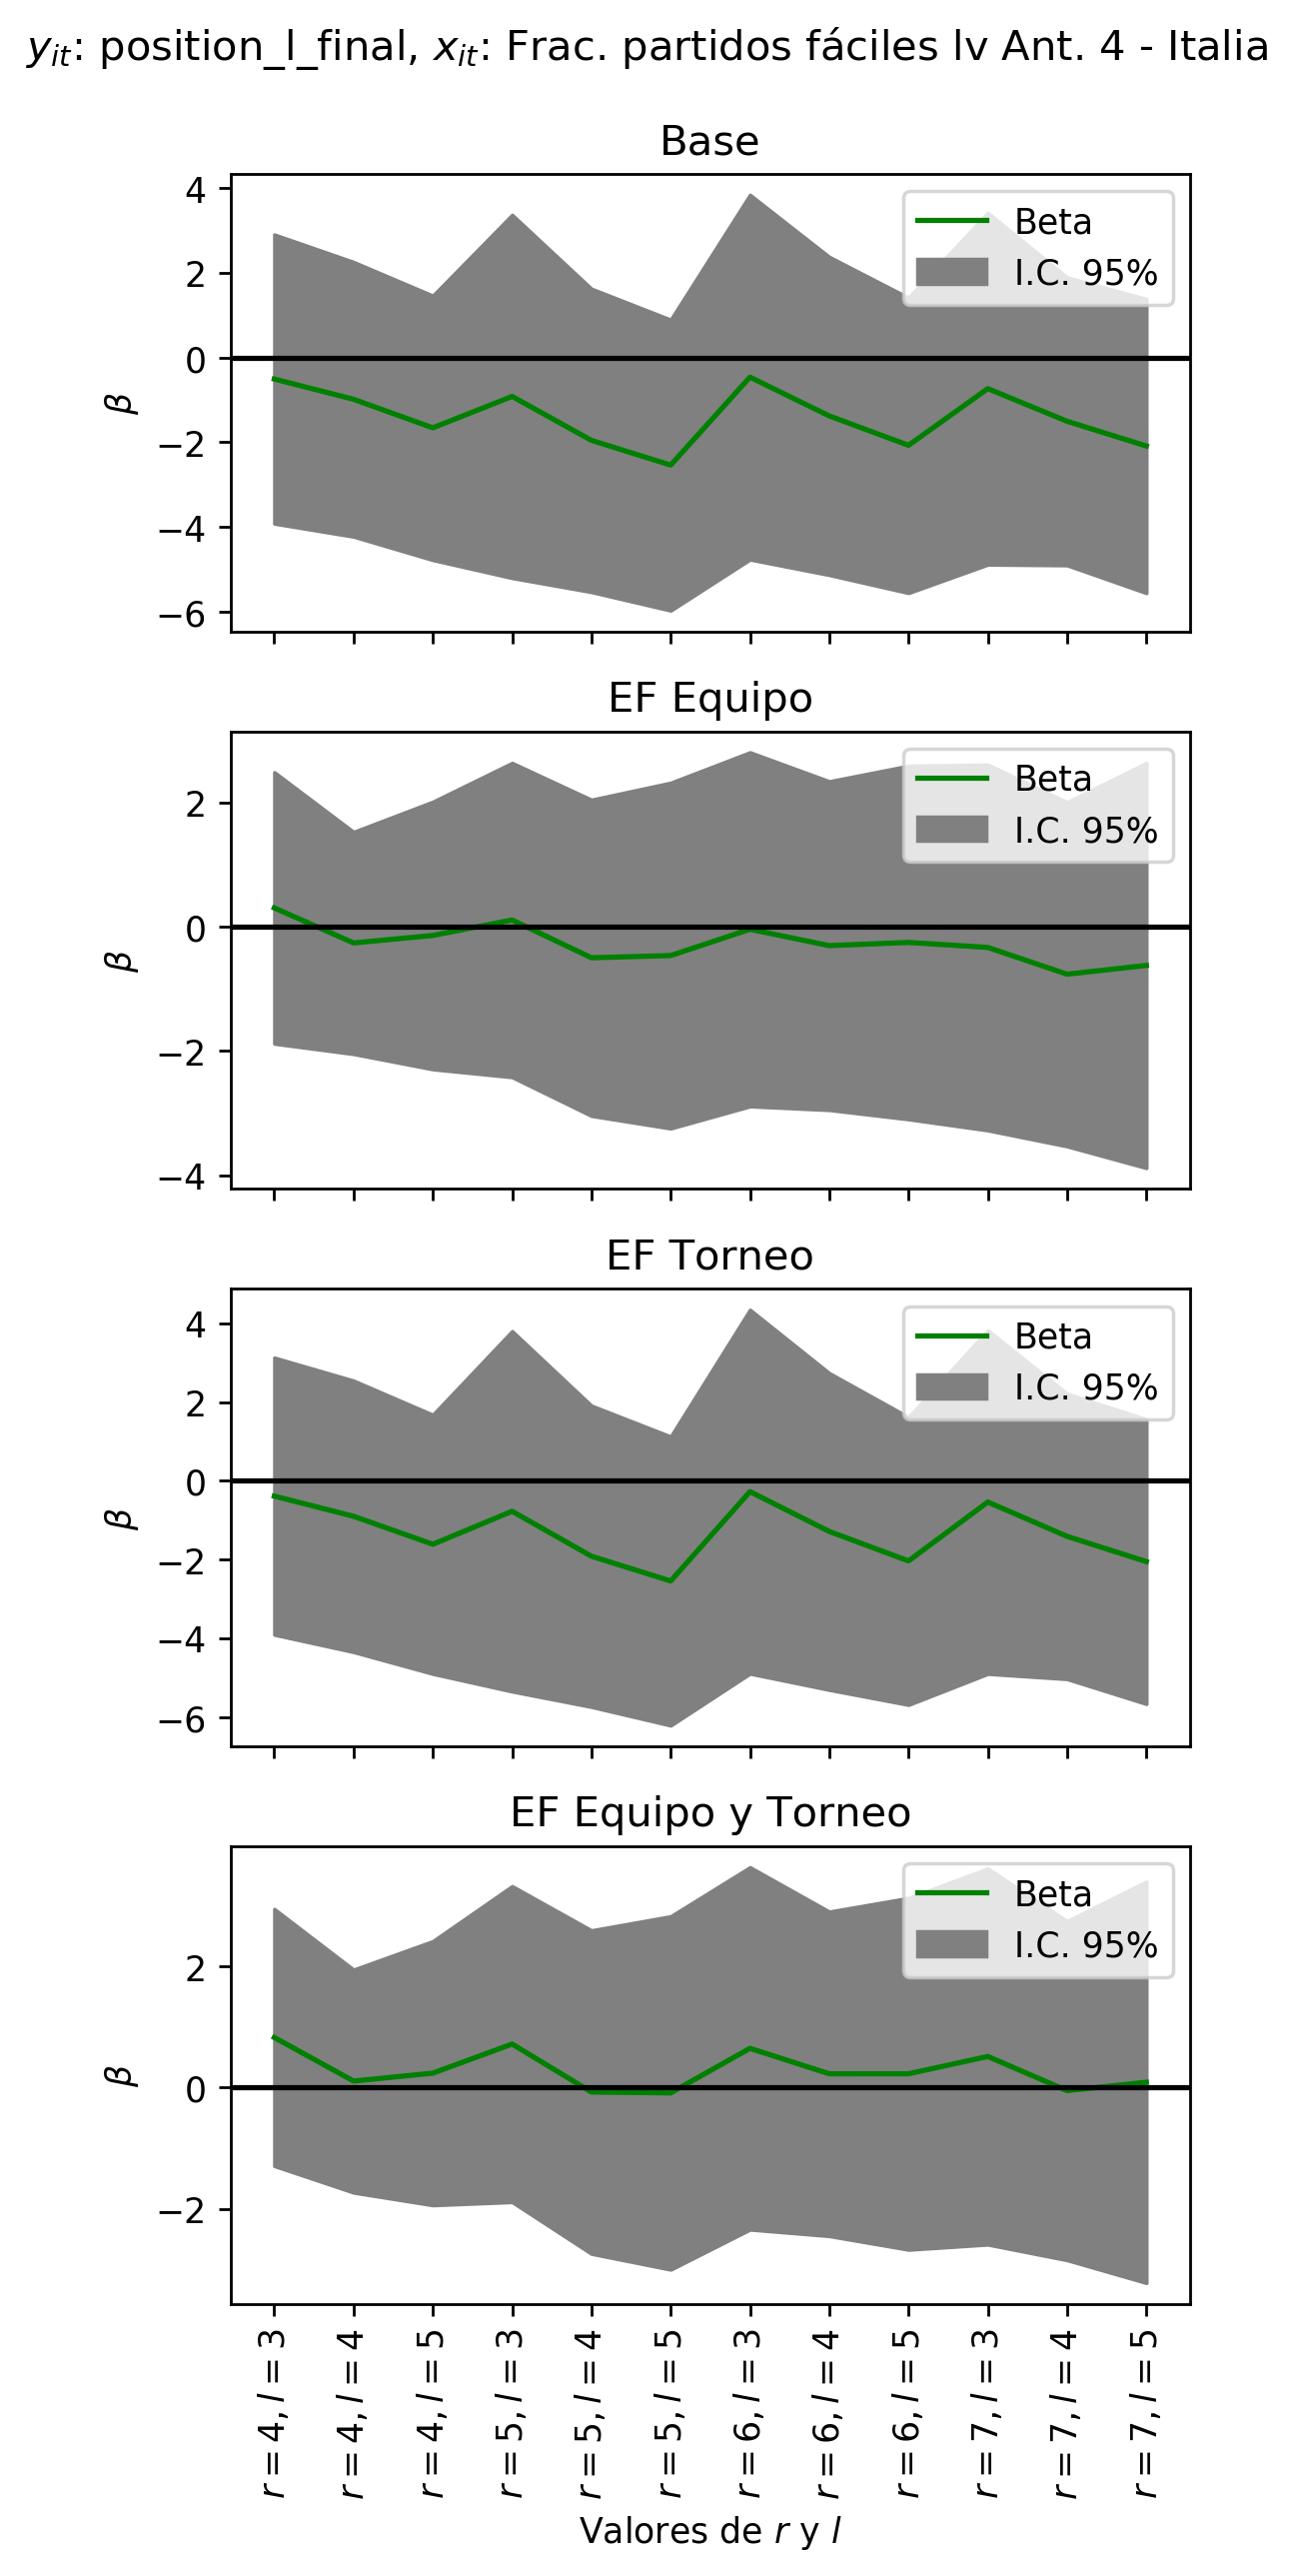 y_it: position_l_final, x_it: Frac. partidos fáciles lv Ant. 4 - Italia
Base
4
2
0
−2
−4
−6
β
Beta
I.C. 95%
EF Equipo
2
0
−2
−4
β
Beta
I.C. 95%
EF Torneo
4
2
0
−2
−4
−6
β
Beta
I.C. 95%
EF Equipo y Torneo
2
0
−2
β
Beta
I.C. 95%
r = 4, l = 3
r = 4, l = 4
r = 4, l = 5
r = 5, l = 3
r = 5, l = 4
r = 5, l = 5
r = 6, l = 3
r = 6, l = 4
r = 6, l = 5
r = 7, l = 3
r = 7, l = 4
r = 7, l = 5
Valores de r y l